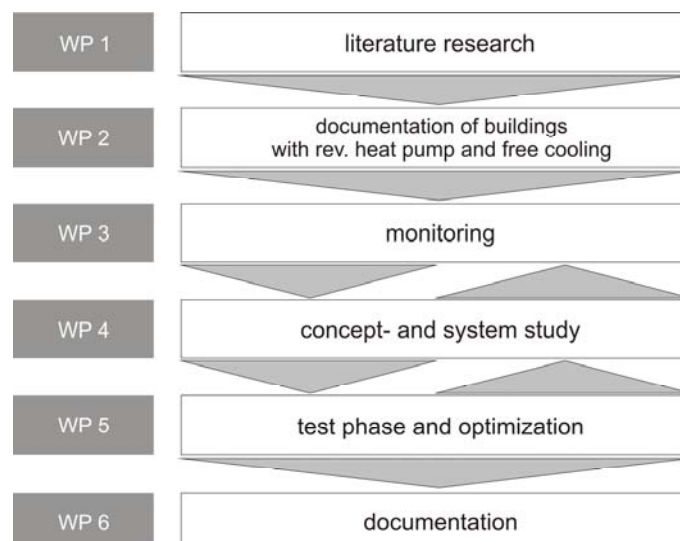 WP 1
literature research
WP 2
documentation of buildings
with rev. heat pump and free cooling
WP 3
monitoring
WP 4
concept- and system study
WP 5
test phase and optimization
WP 6
documentation